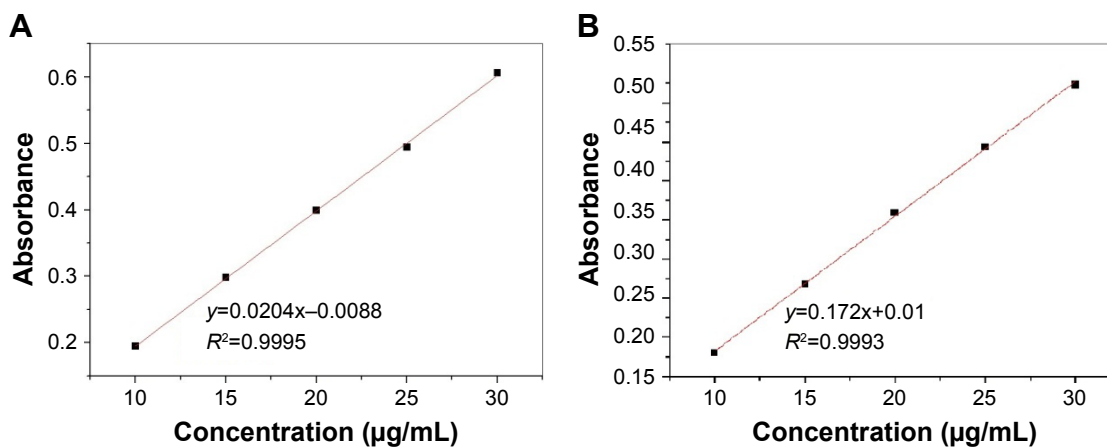 A
Absorbance
0.6
0.5
0.4
0.3
0.2
y=0.0204x–0.0088
R²=0.9995
10 15 20 25 30
Concentration (µg/mL)
B
Absorbance
0.55
0.50
0.45
0.40
0.35
0.30
0.25
0.20
0.15
y=0.172x+0.01
R²=0.9993
10 15 20 25 30
Concentration (µg/mL)